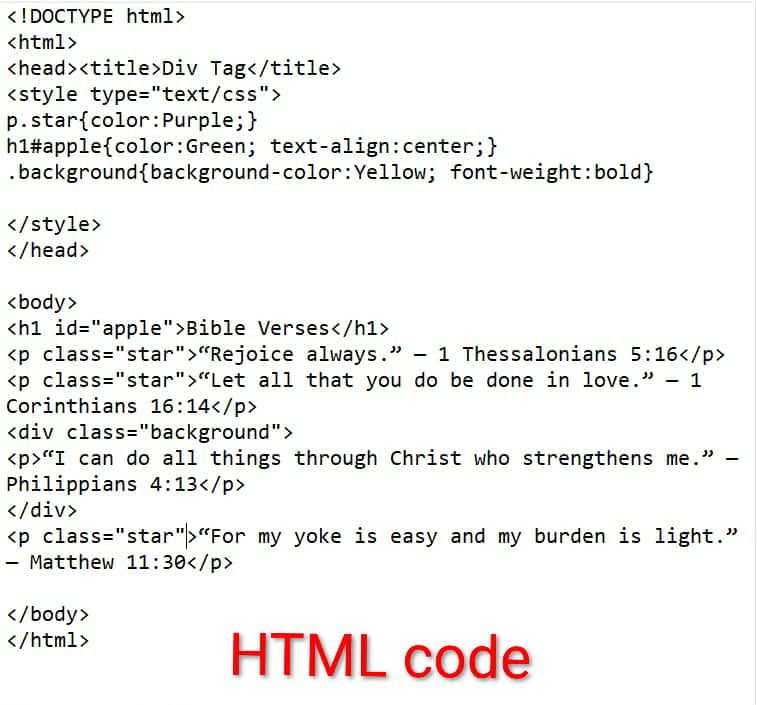 <!DOCTYPE html>
<html>
<head><title>Div Tag</title>
<style type="text/css">
p.star{color:Purple;}
h1#apple{color:Green; text-align:center;}
.background{background-color:Yellow; font-weight:bold}
</style>
</head>
<body>
<h1 id="apple">Bible Verses</h1>
<p class="star">“Rejoice always.” — 1 Thessalonians 5:16</p>
<p class="star">“Let all that you do be done in love.” — 1
Corinthians 16:14</p>
<div class="background">
<p>“I can do all things through Christ who strengthens me.” —
Philippians 4:13</p>
</div>
<p class="star">“For my yoke is easy and my burden is light.”
— Matthew 11:30</p>
</body>
</html>
HTML code